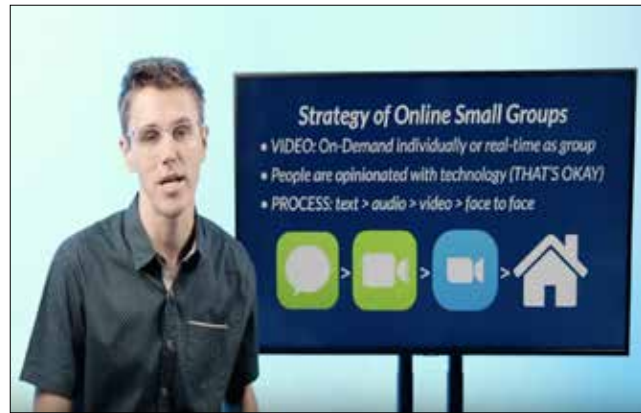 Strategy of Online Small Groups
• VIDEO: On-Demand individually or real-time as group
• People are opinionated with technology (THAT'S OKAY)
• PROCESS: text > audio > video > face to face
> > >